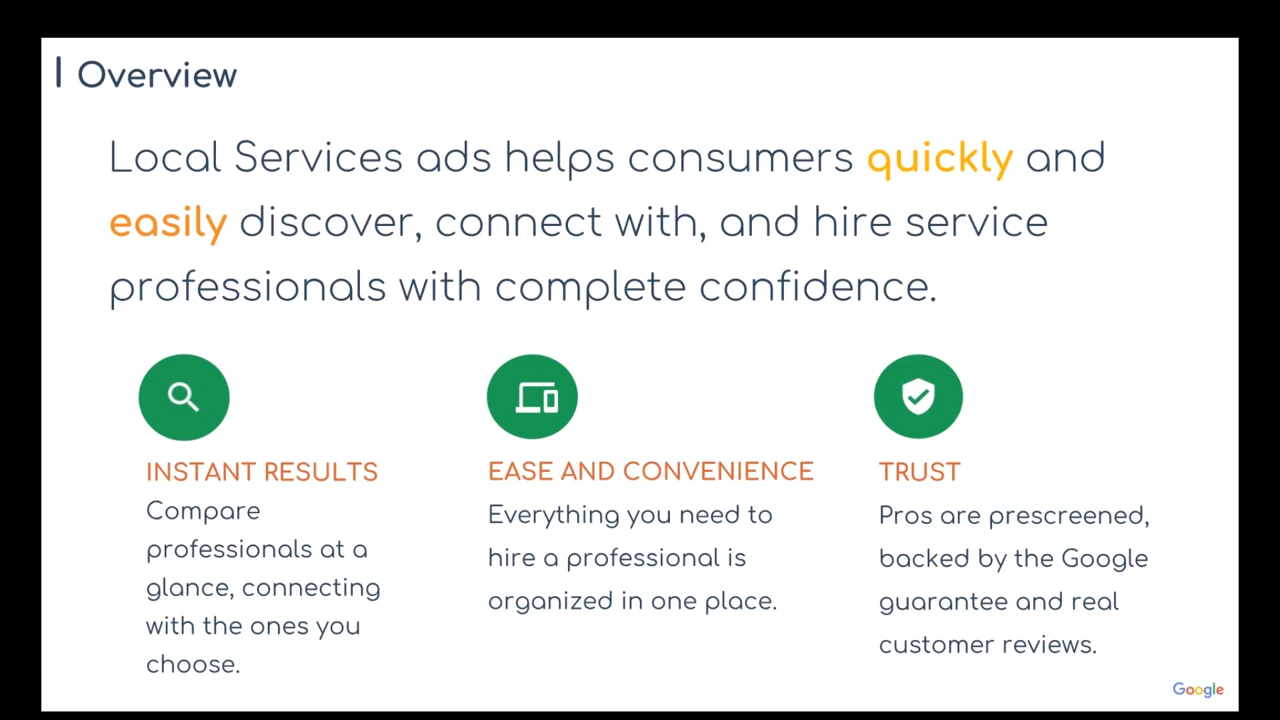 Overview
Local Services ads helps consumers quickly and
easily discover, connect with, and hire service
professionals with complete confidence.
INSTANT RESULTS
Compare
professionals at a
glance, connecting
with the ones you
choose.
EASE AND CONVENIENCE
Everything you need to
hire a professional is
organized in one place.
TRUST
Pros are prescreened,
backed by the Google
guarantee and real
customer reviews.
Google